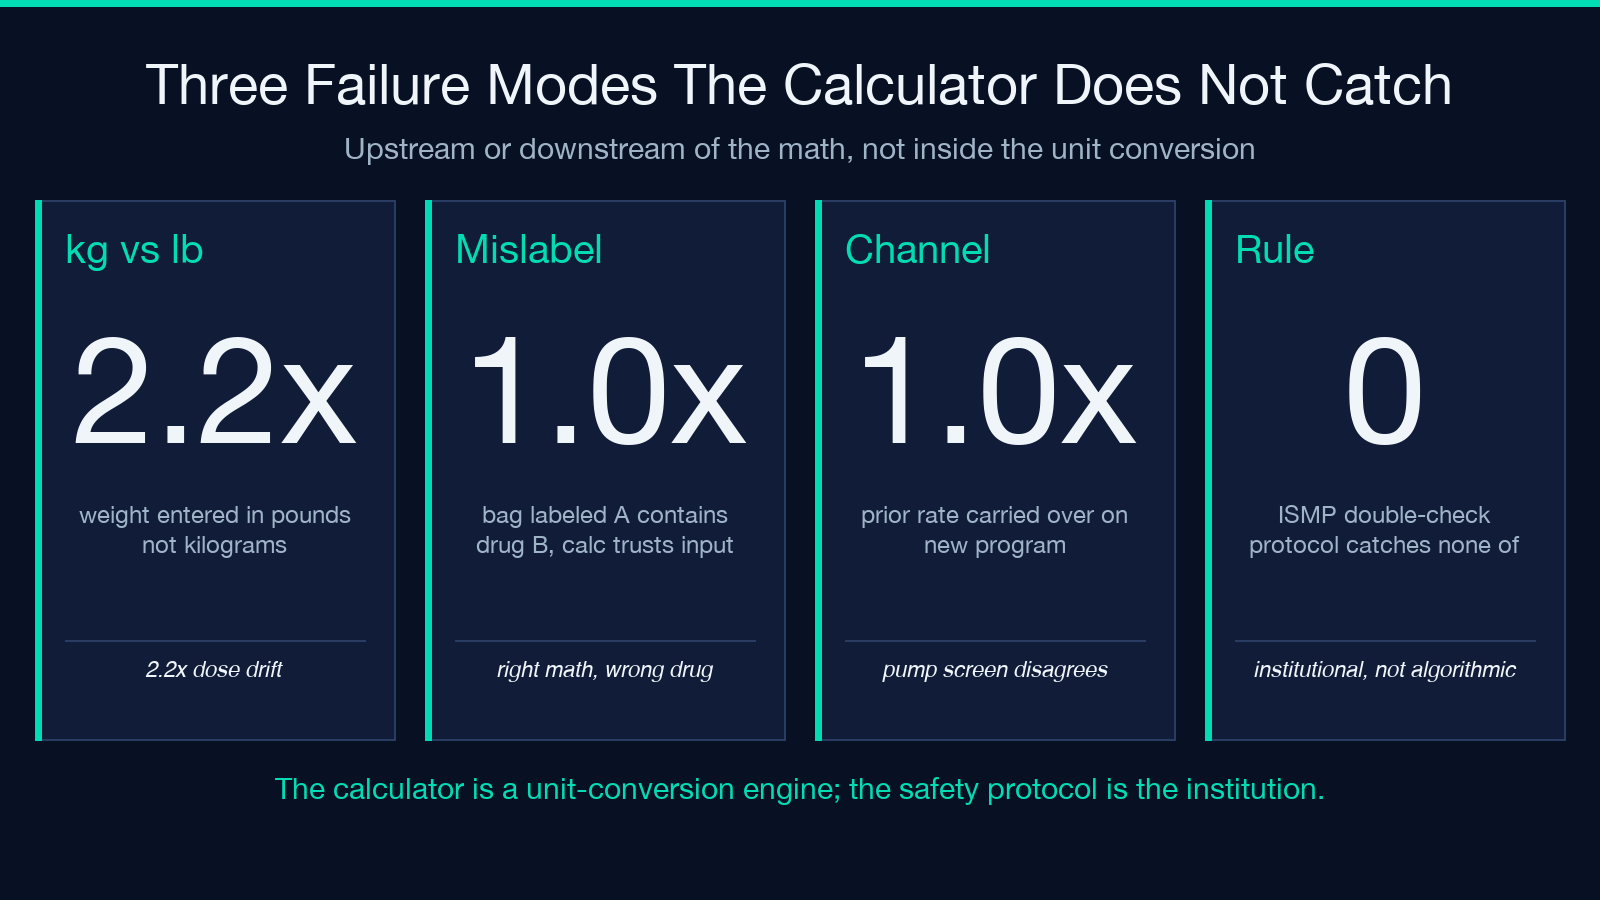 Three Failure Modes The Calculator Does Not Catch
Upstream or downstream of the math, not inside the unit conversion
kg vs lb
2.2x
weight entered in pounds
not kilograms
2.2x dose drift
Mislabel
1.0x
bag labeled A contains
drug B, calc trusts input
right math, wrong drug
Channel
1.0x
prior rate carried over on
new program
pump screen disagrees
Rule
0
ISMP double-check
protocol catches none of
institutional, not algorithmic
The calculator is a unit-conversion engine; the safety protocol is the institution.